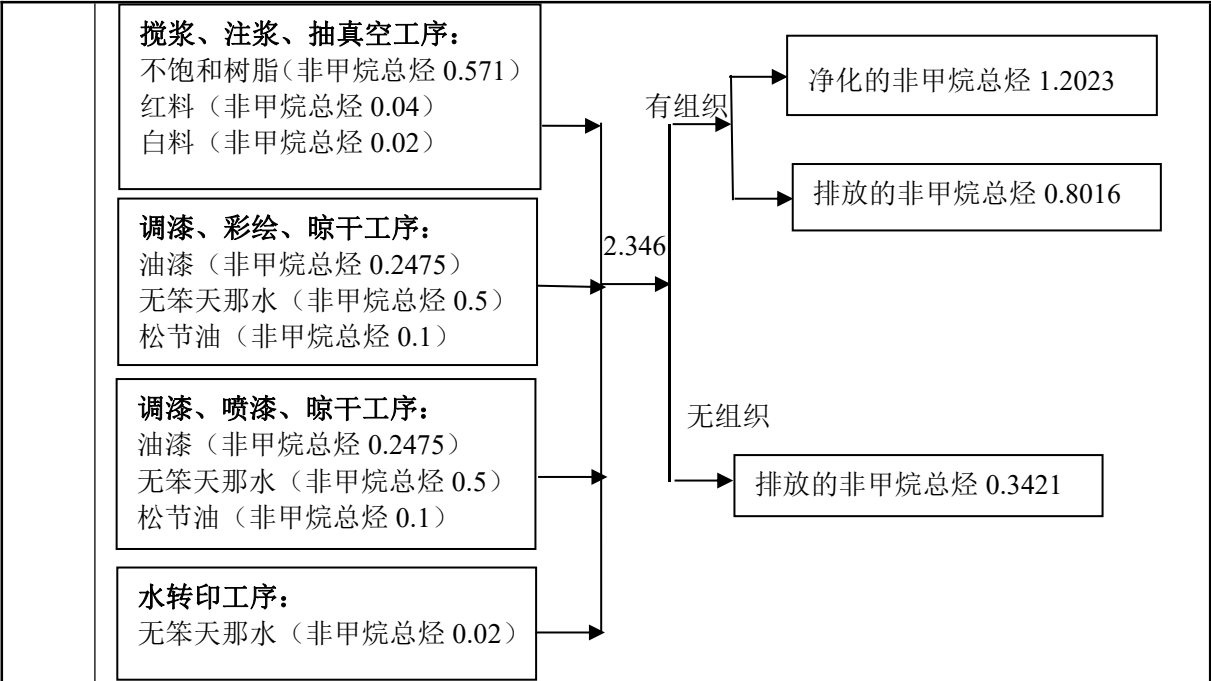 搅浆、注浆、抽真空工序：
不饱和树脂（非甲烷总烃 0.571）
红料（非甲烷总烃 0.04）
白料（非甲烷总烃 0.02）
调漆、彩绘、晾干工序：
油漆（非甲烷总烃 0.2475）
无笨天那水（非甲烷总烃 0.5）
松节油（非甲烷总烃 0.1）
调漆、喷漆、晾干工序：
油漆（非甲烷总烃 0.2475）
无笨天那水（非甲烷总烃 0.5）
松节油（非甲烷总烃 0.1）
水转印工序：
无笨天那水（非甲烷总烃 0.02）
2.346
有组织
净化的非甲烷总烃 1.2023
排放的非甲烷总烃 0.8016
无组织
排放的非甲烷总烃 0.3421